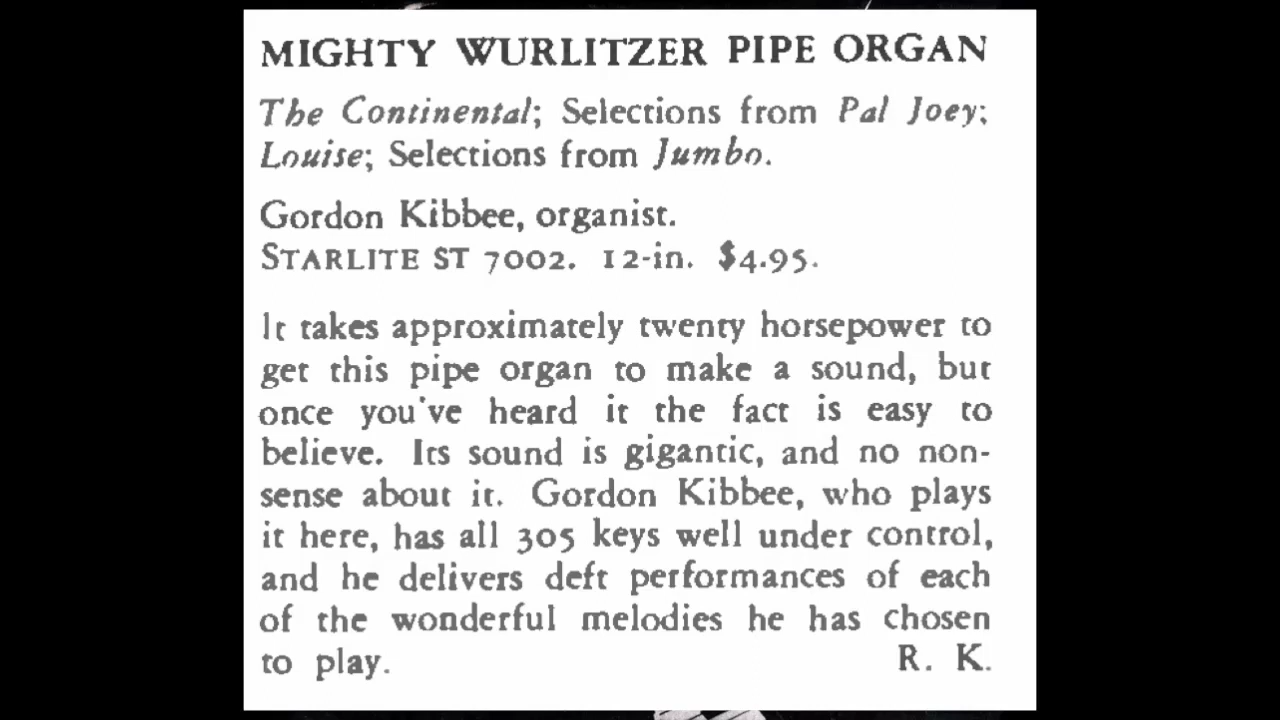 MIGHTY WURLITZER PIPE ORGAN
The Continental; Selections from Pal Joey;
Louise; Selections from Jumbo.
Gordon Kibbee, organist.
STARLITE ST 7002. 12-in. $4.95.
It takes approximately twenty horsepower to
get this pipe organ to make a sound, but
once you've heard it the fact is easy to
believe. Its sound is gigantic, and no non-
sense about it. Gordon Kibbee, who plays
it here, has all 305 keys well under control,
and he delivers deft performances of each
of the wonderful melodies he has chosen
to play. R. K.